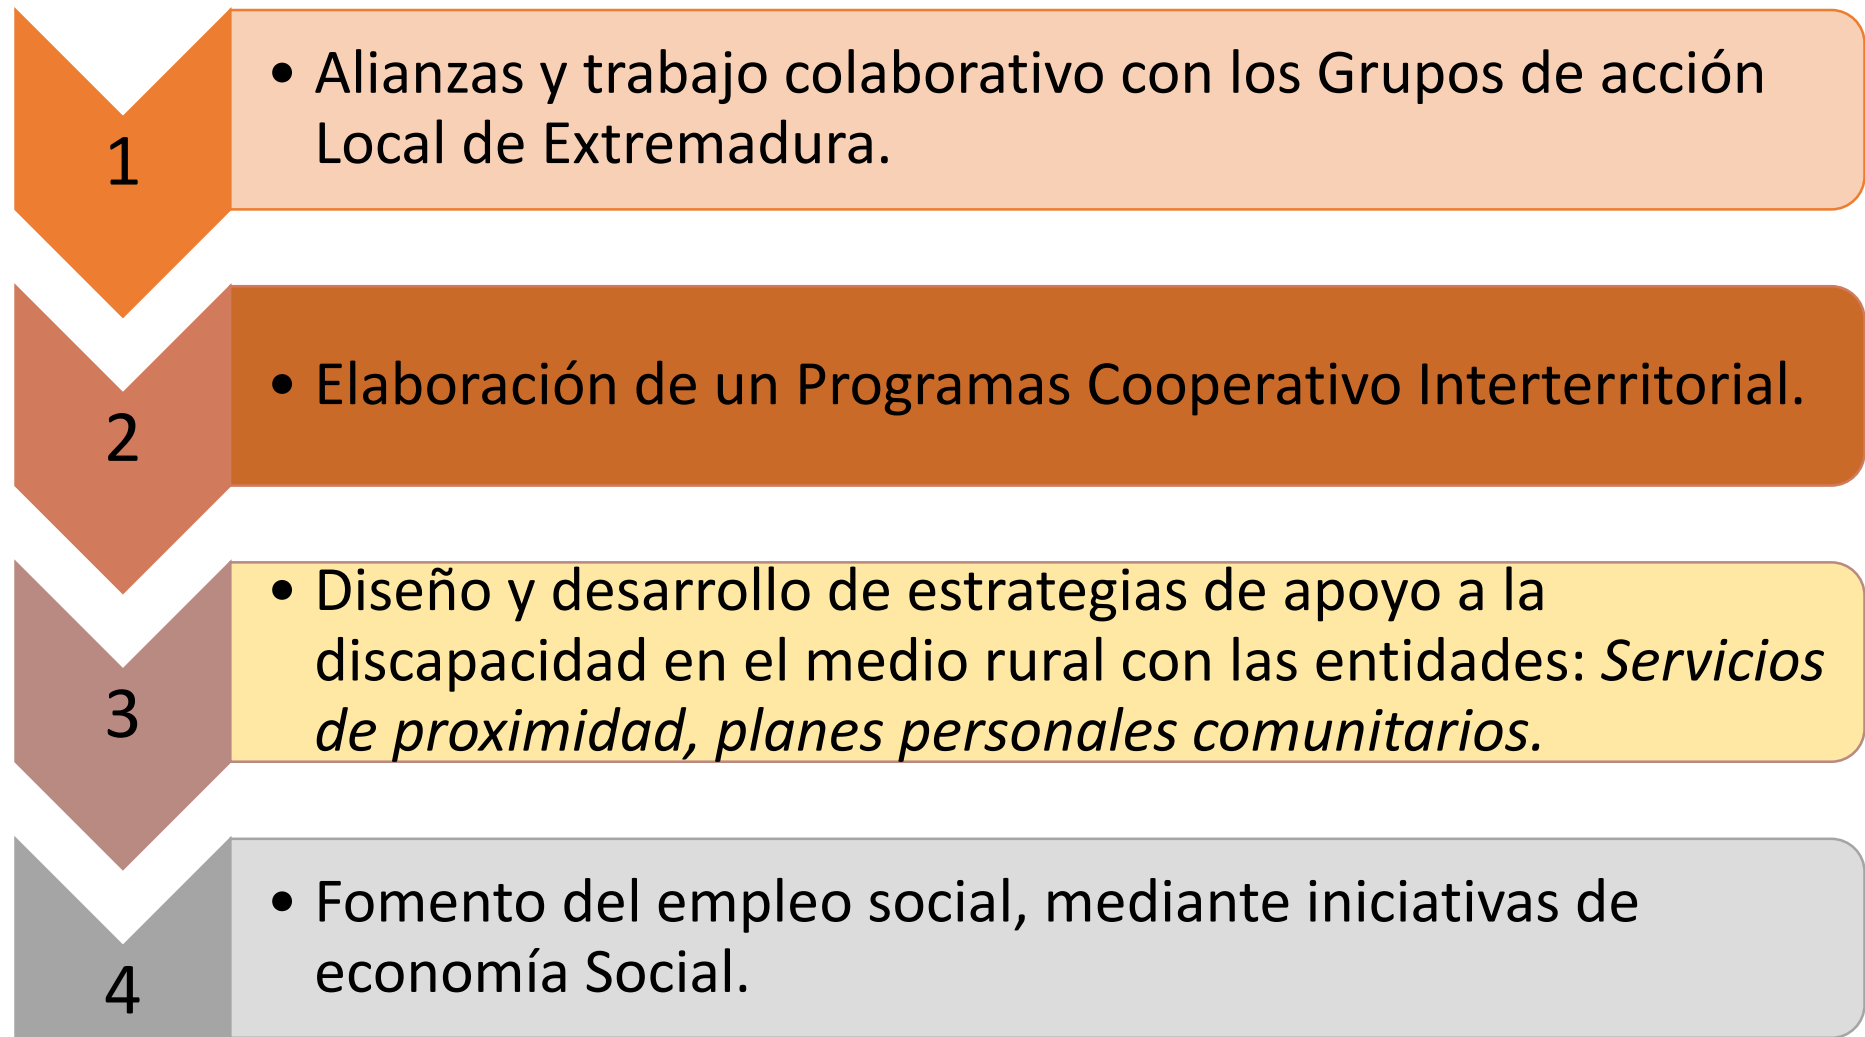 1
• Alianzas y trabajo colaborativo con los Grupos de acción
Local de Extremadura.
2
• Elaboración de un Programas Cooperativo Interterritorial.
3
• Diseño y desarrollo de estrategias de apoyo a la
discapacidad en el medio rural con las entidades: Servicios
de proximidad, planes personales comunitarios.
4
• Fomento del empleo social, mediante iniciativas de
economía Social.